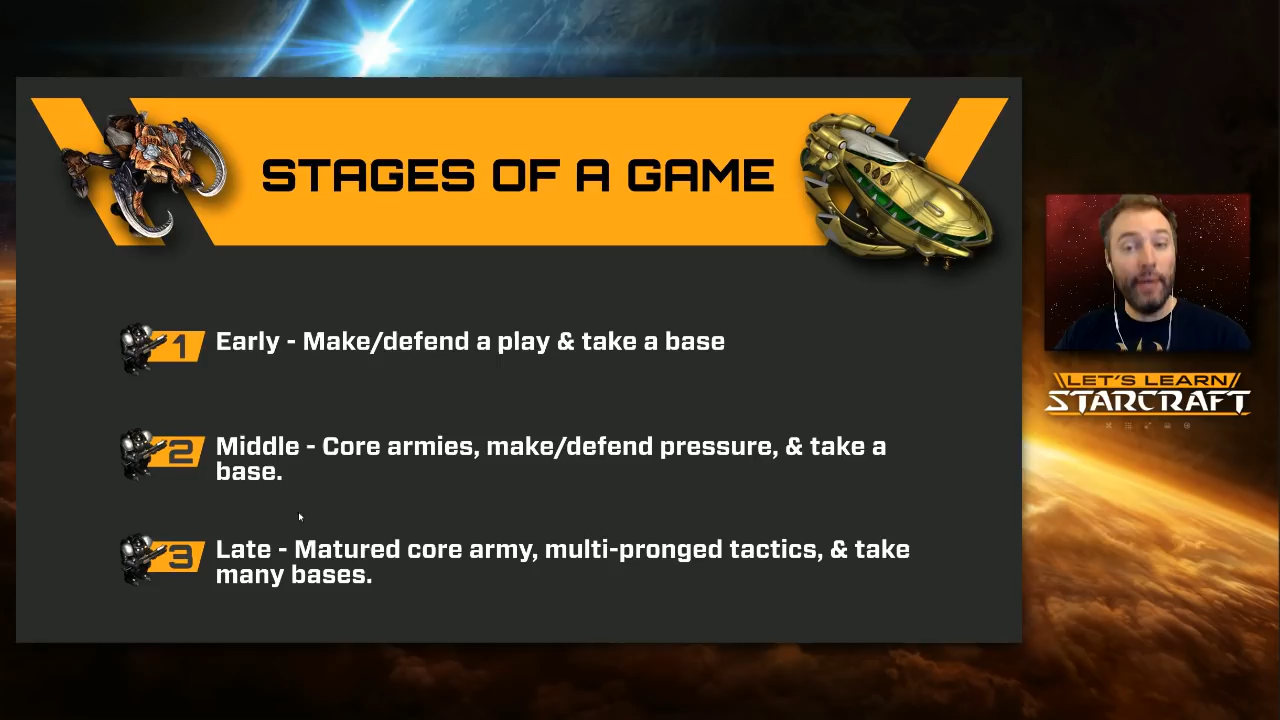 STAGES OF A GAME
1 Early - Make/defend a play & take a base
2 Middle - Core armies, make/defend pressure, & take a
base.
3 Late - Matured core army, multi-pronged tactics, & take
many bases.
LET'S LEARN
STARCRAFT